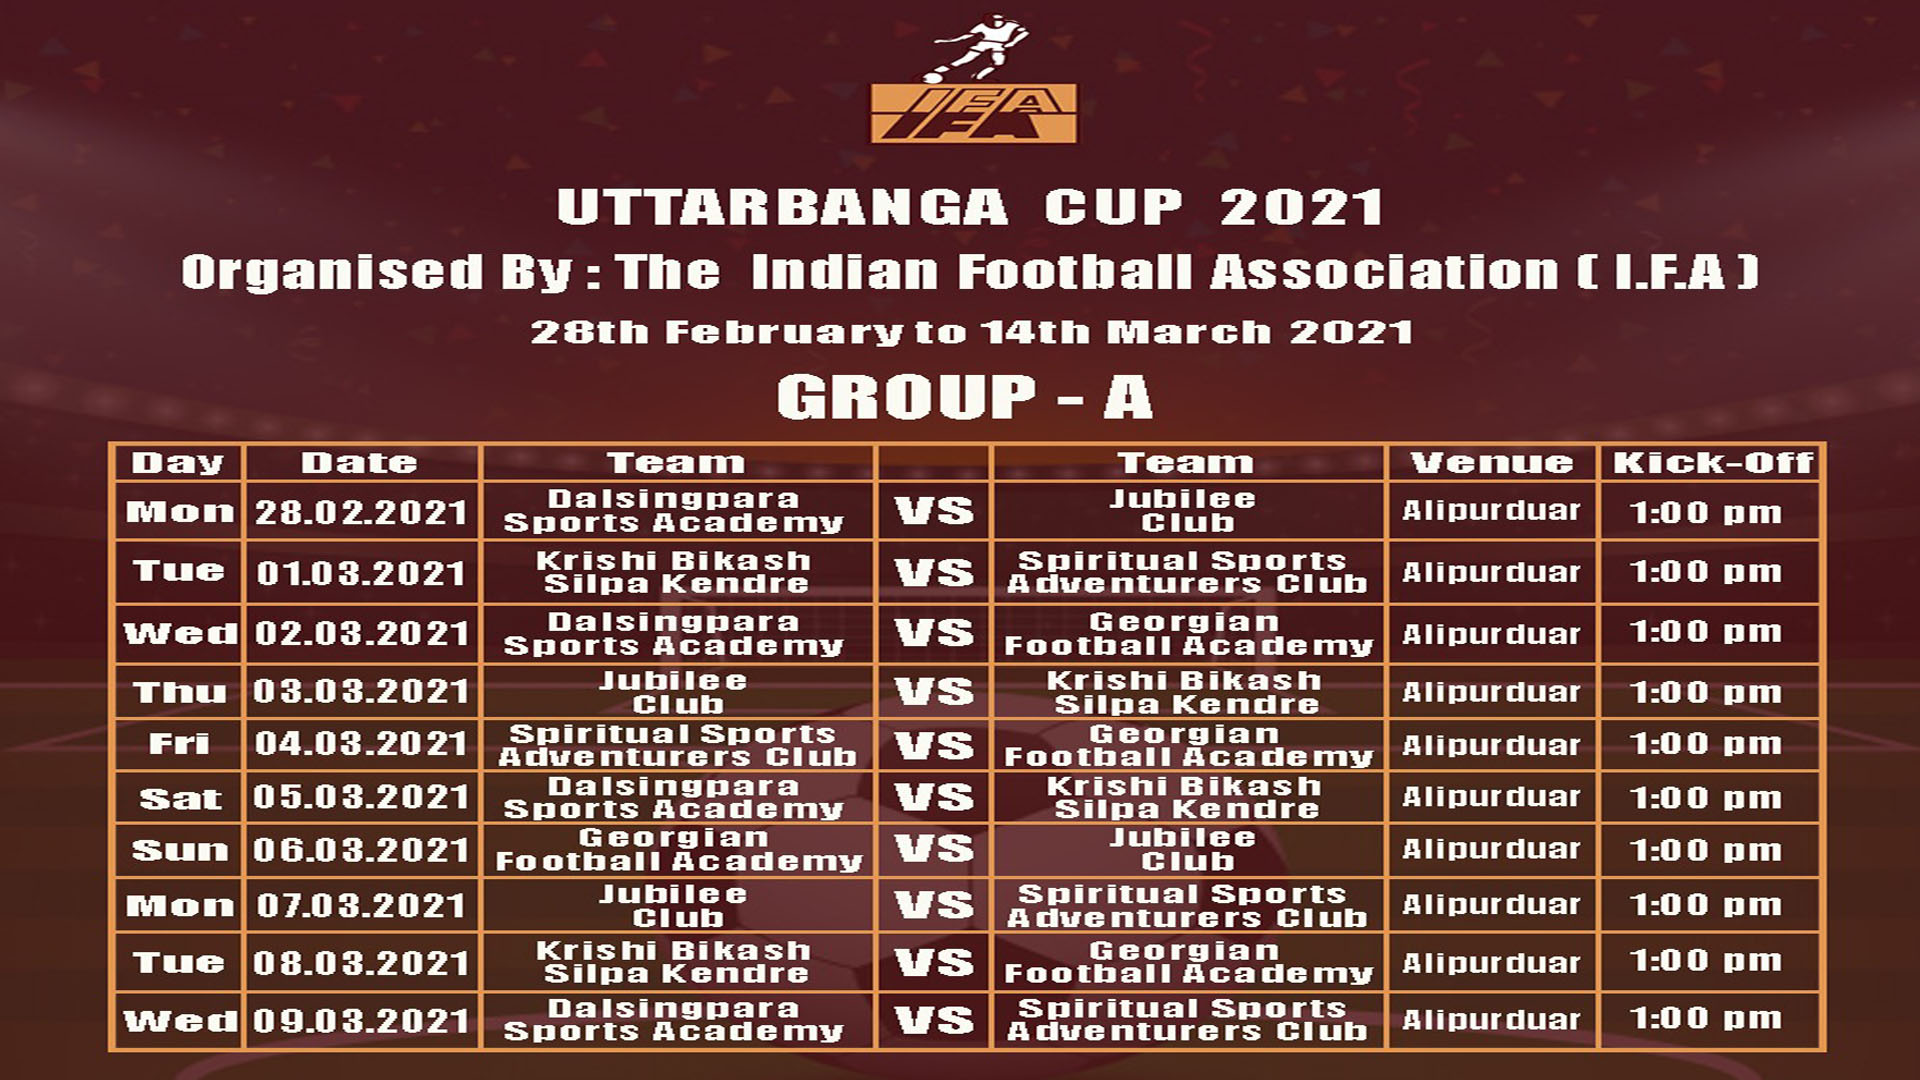 IFA
IFA
UTTARBANGA CUP 2021
Organised By : The Indian Football Association ( I.F.A )
28th February to 14th March 2021
GROUP - A
Day Date Team Team Venue Kick-Off
Mon 28.02.2021 Dalsingpara Sports Academy VS Jubilee Club Alipurduar 1:00 pm
Tue 01.03.2021 Krishi Bikash Silpa Kendre VS Spiritual Sports Adventurers Club Alipurduar 1:00 pm
Wed 02.03.2021 Dalsingpara Sports Academy VS Georgian Football Academy Alipurduar 1:00 pm
Thu 03.03.2021 Jubilee Club VS Krishi Bikash Silpa Kendre Alipurduar 1:00 pm
Fri 04.03.2021 Spiritual Sports Adventurers Club VS Georgian Football Academy Alipurduar 1:00 pm
Sat 05.03.2021 Dalsingpara Sports Academy VS Krishi Bikash Silpa Kendre Alipurduar 1:00 pm
Sun 06.03.2021 Georgian Football Academy VS Jubilee Club Alipurduar 1:00 pm
Mon 07.03.2021 Jubilee Club VS Spiritual Sports Adventurers Club Alipurduar 1:00 pm
Tue 08.03.2021 Krishi Bikash Silpa Kendre VS Georgian Football Academy Alipurduar 1:00 pm
Wed 09.03.2021 Dalsingpara Sports Academy VS Spiritual Sports Adventurers Club Alipurduar 1:00 pm